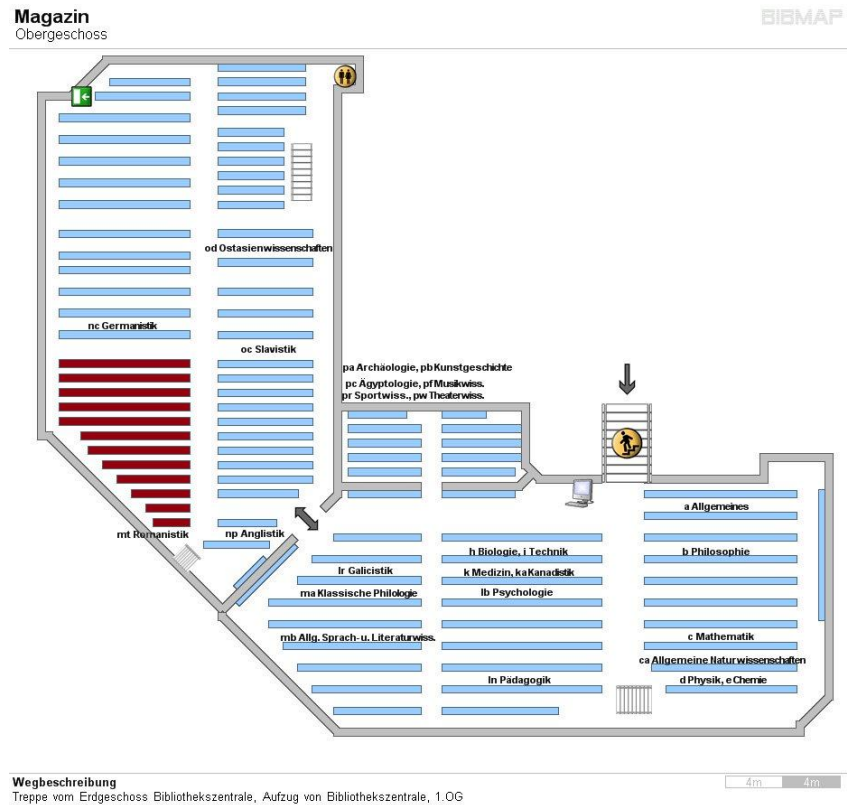 Magazin
BIBMAP
Obergeschoss
od Ostasienwissenschaften
nc Germanistik
oc Slavistik
pa Archäologie, pb Kunstgeschichte
pc Ägyptologie, pf Musikwiss.
pr Sportwiss., pw Theaterwiss.
a Allgemeines
mt Romanistik
np Anglistik
h Biologie, i Technik
b Philosophie
lr Galicistik
k Medizin, ka Kanadistik
ma Klassische Philologie
lb Psychologie
mb Allg. Sprach- u. Literaturwiss.
c Mathematik
ca Allgemeine Naturwissenschaften
ln Pädagogik
d Physik, e Chemie
Wegbeschreibung
4m 4m
Treppe vom Erdgeschoss Bibliothekszentrale, Aufzug von Bibliothekszentrale, 1.OG